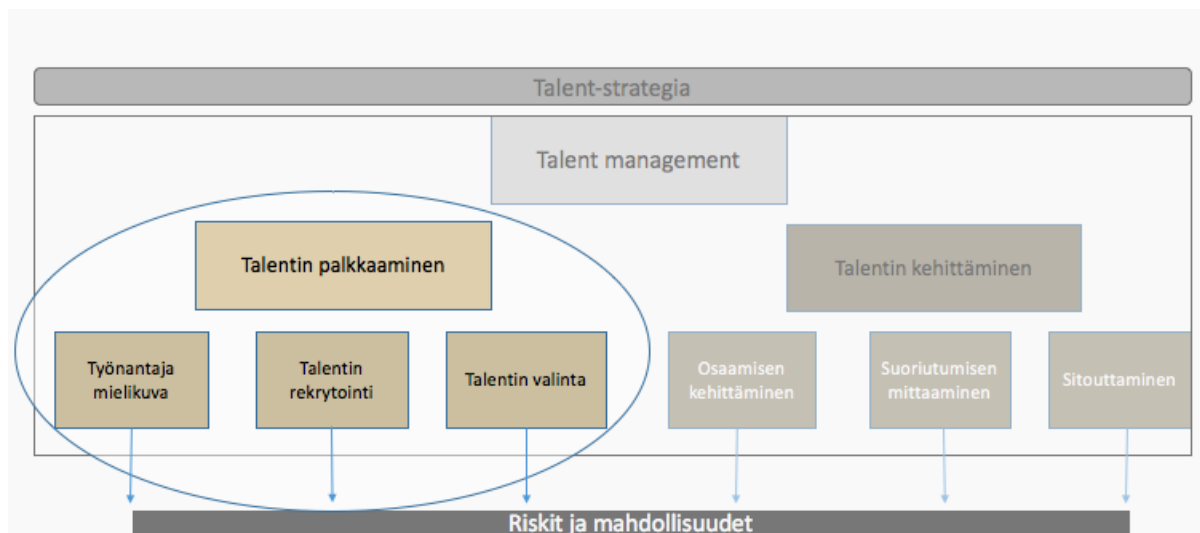 Talent-strategia
Talent management
Talentin palkkaaminen
Talentin kehittäminen
Työnantaja
mielikuva
Talentin
rekrytointi
Talentin valinta
Osaamisen
kehittäminen
Suoriutumisen
mittaaminen
Sitouttaminen
Riskit ja mahdollisuudet